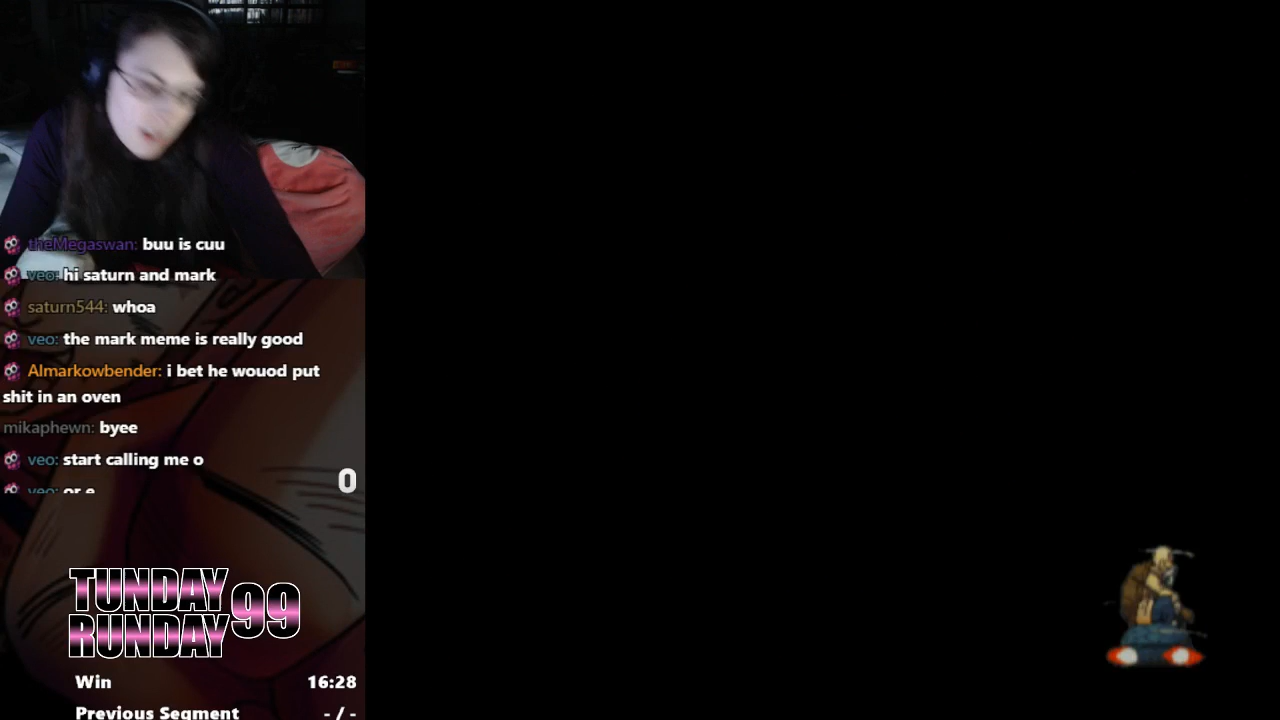 theMegaswan: buu is cuu
veo: hi saturn and mark
saturn544: whoa
veo: the mark meme is really good
Almarkowbender: i bet he wouod put
shit in an oven
mikaphewn: byee
veo: start calling me o
veo: or e
0
TUNDAY
RUNDAY 99
Win 16:28
Previous Segment - / -